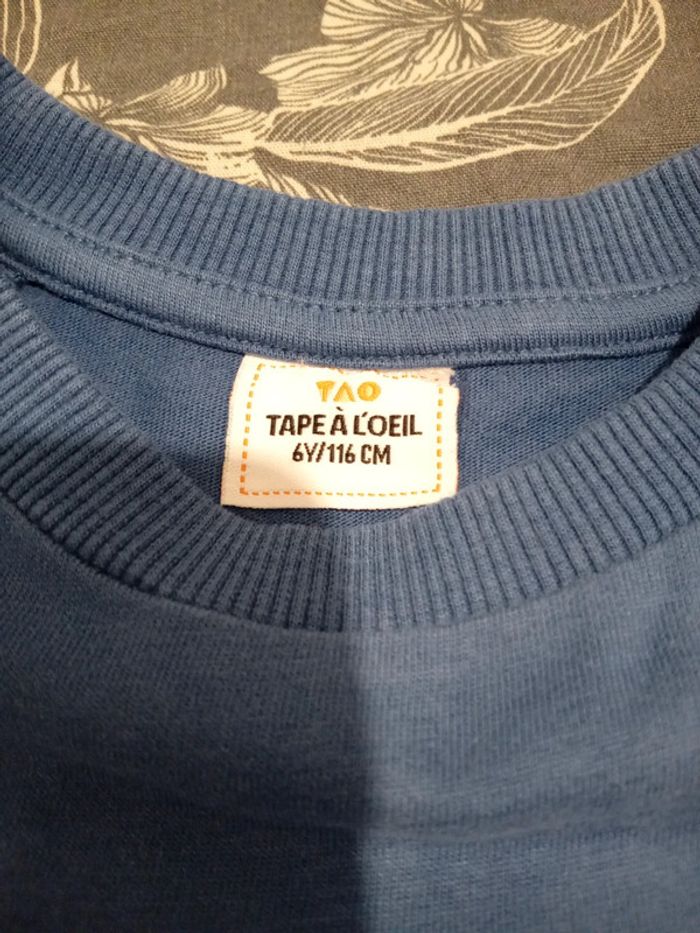 TAO
TAPE À L'OEIL
6Y/116 CM